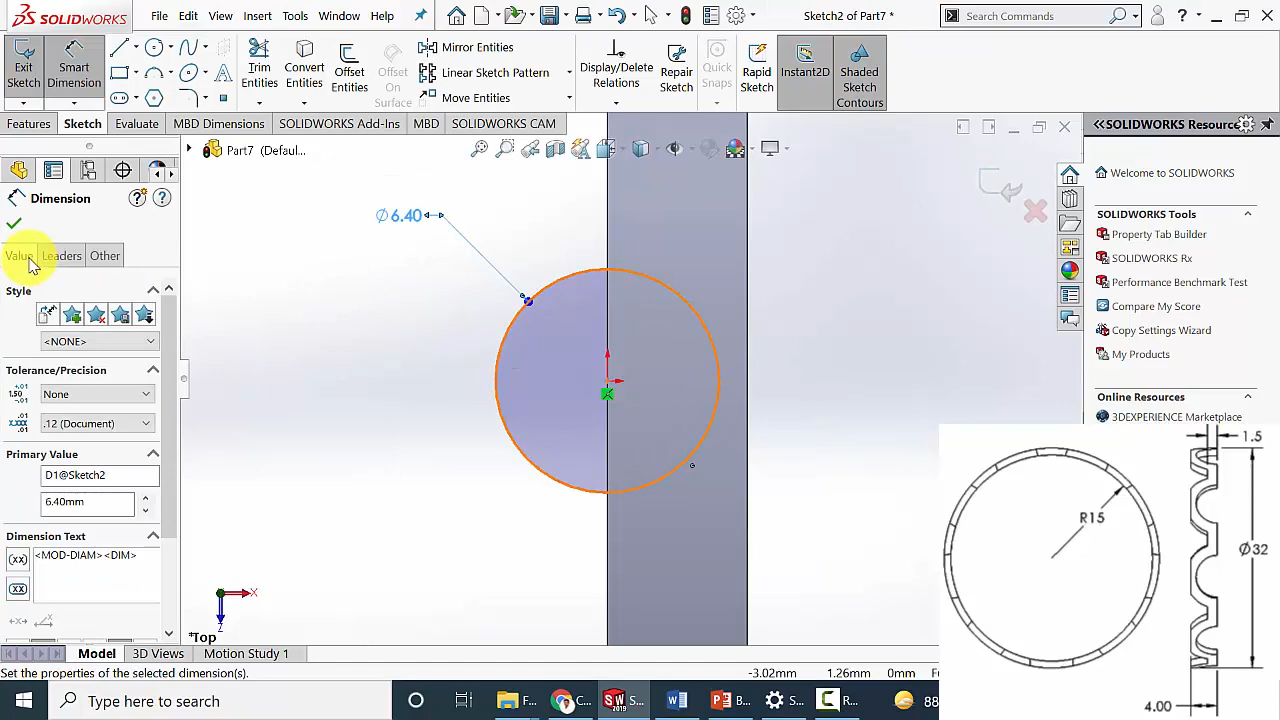 SOLIDWORKS File Edit View Insert Tools Window Help Sketch2 of Part7 * Search Commands ?
Exit Sketch
Smart Dimension
Trim Entities
Convert Entities
Offset Entities
Offset On Surface
Mirror Entities
Linear Sketch Pattern
Move Entities
Display/Delete Relations
Repair Sketch
Quick Snaps
Rapid Sketch
Instant2D
Shaded Sketch Contours
Features Sketch Evaluate MBD Dimensions SOLIDWORKS Add-Ins MBD SOLIDWORKS CAM
<<SOLIDWORKS Resource
Part7 (Defaul...
Dimension
Value Leaders Other
Style
<NONE>
Tolerance/Precision
None
.12 (Document)
Primary Value
D1@Sketch2
6.40mm
Dimension Text
<MOD-DIAM><DIM>
∅6.40
X
Z
*Top
Welcome to SOLIDWORKS
SOLIDWORKS Tools
Property Tab Builder
SOLIDWORKS Rx
Performance Benchmark Test
Compare My Score
Copy Settings Wizard
My Products
Online Resources
3DEXPERIENCE Marketplace
1.5
R15
∅32
4.00
Model 3D Views Motion Study 1
Set the properties of the selected dimension(s). -3.02mm 1.26mm 0mm
Type here to search F... C... S... B... S... R... 88